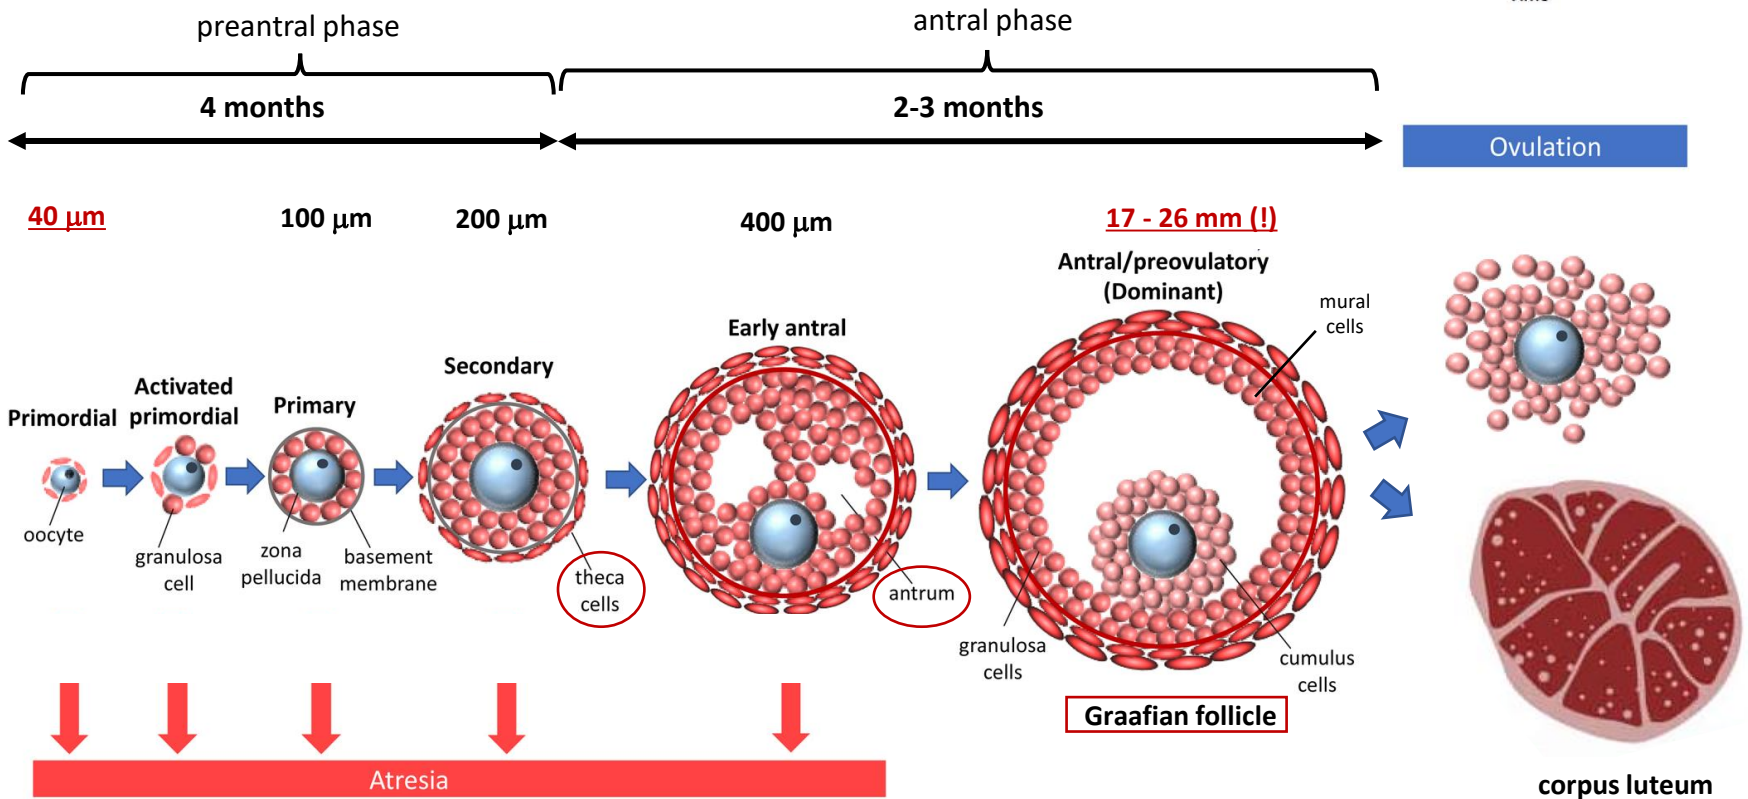 preantral phase
antral phase
4 months
2-3 months
Ovulation
40 μm
100 μm
200 μm
400 μm
17 - 26 mm (!)
Antral/preovulatory
(Dominant)
mural
cells
Early antral
Secondary
Activated
primordial
Primary
Primordial
oocyte
granulosa
cell
zona
pellucida
basement
membrane
theca
cells
antrum
granulosa
cells
cumulus
cells
Graafian follicle
Atresia
corpus luteum